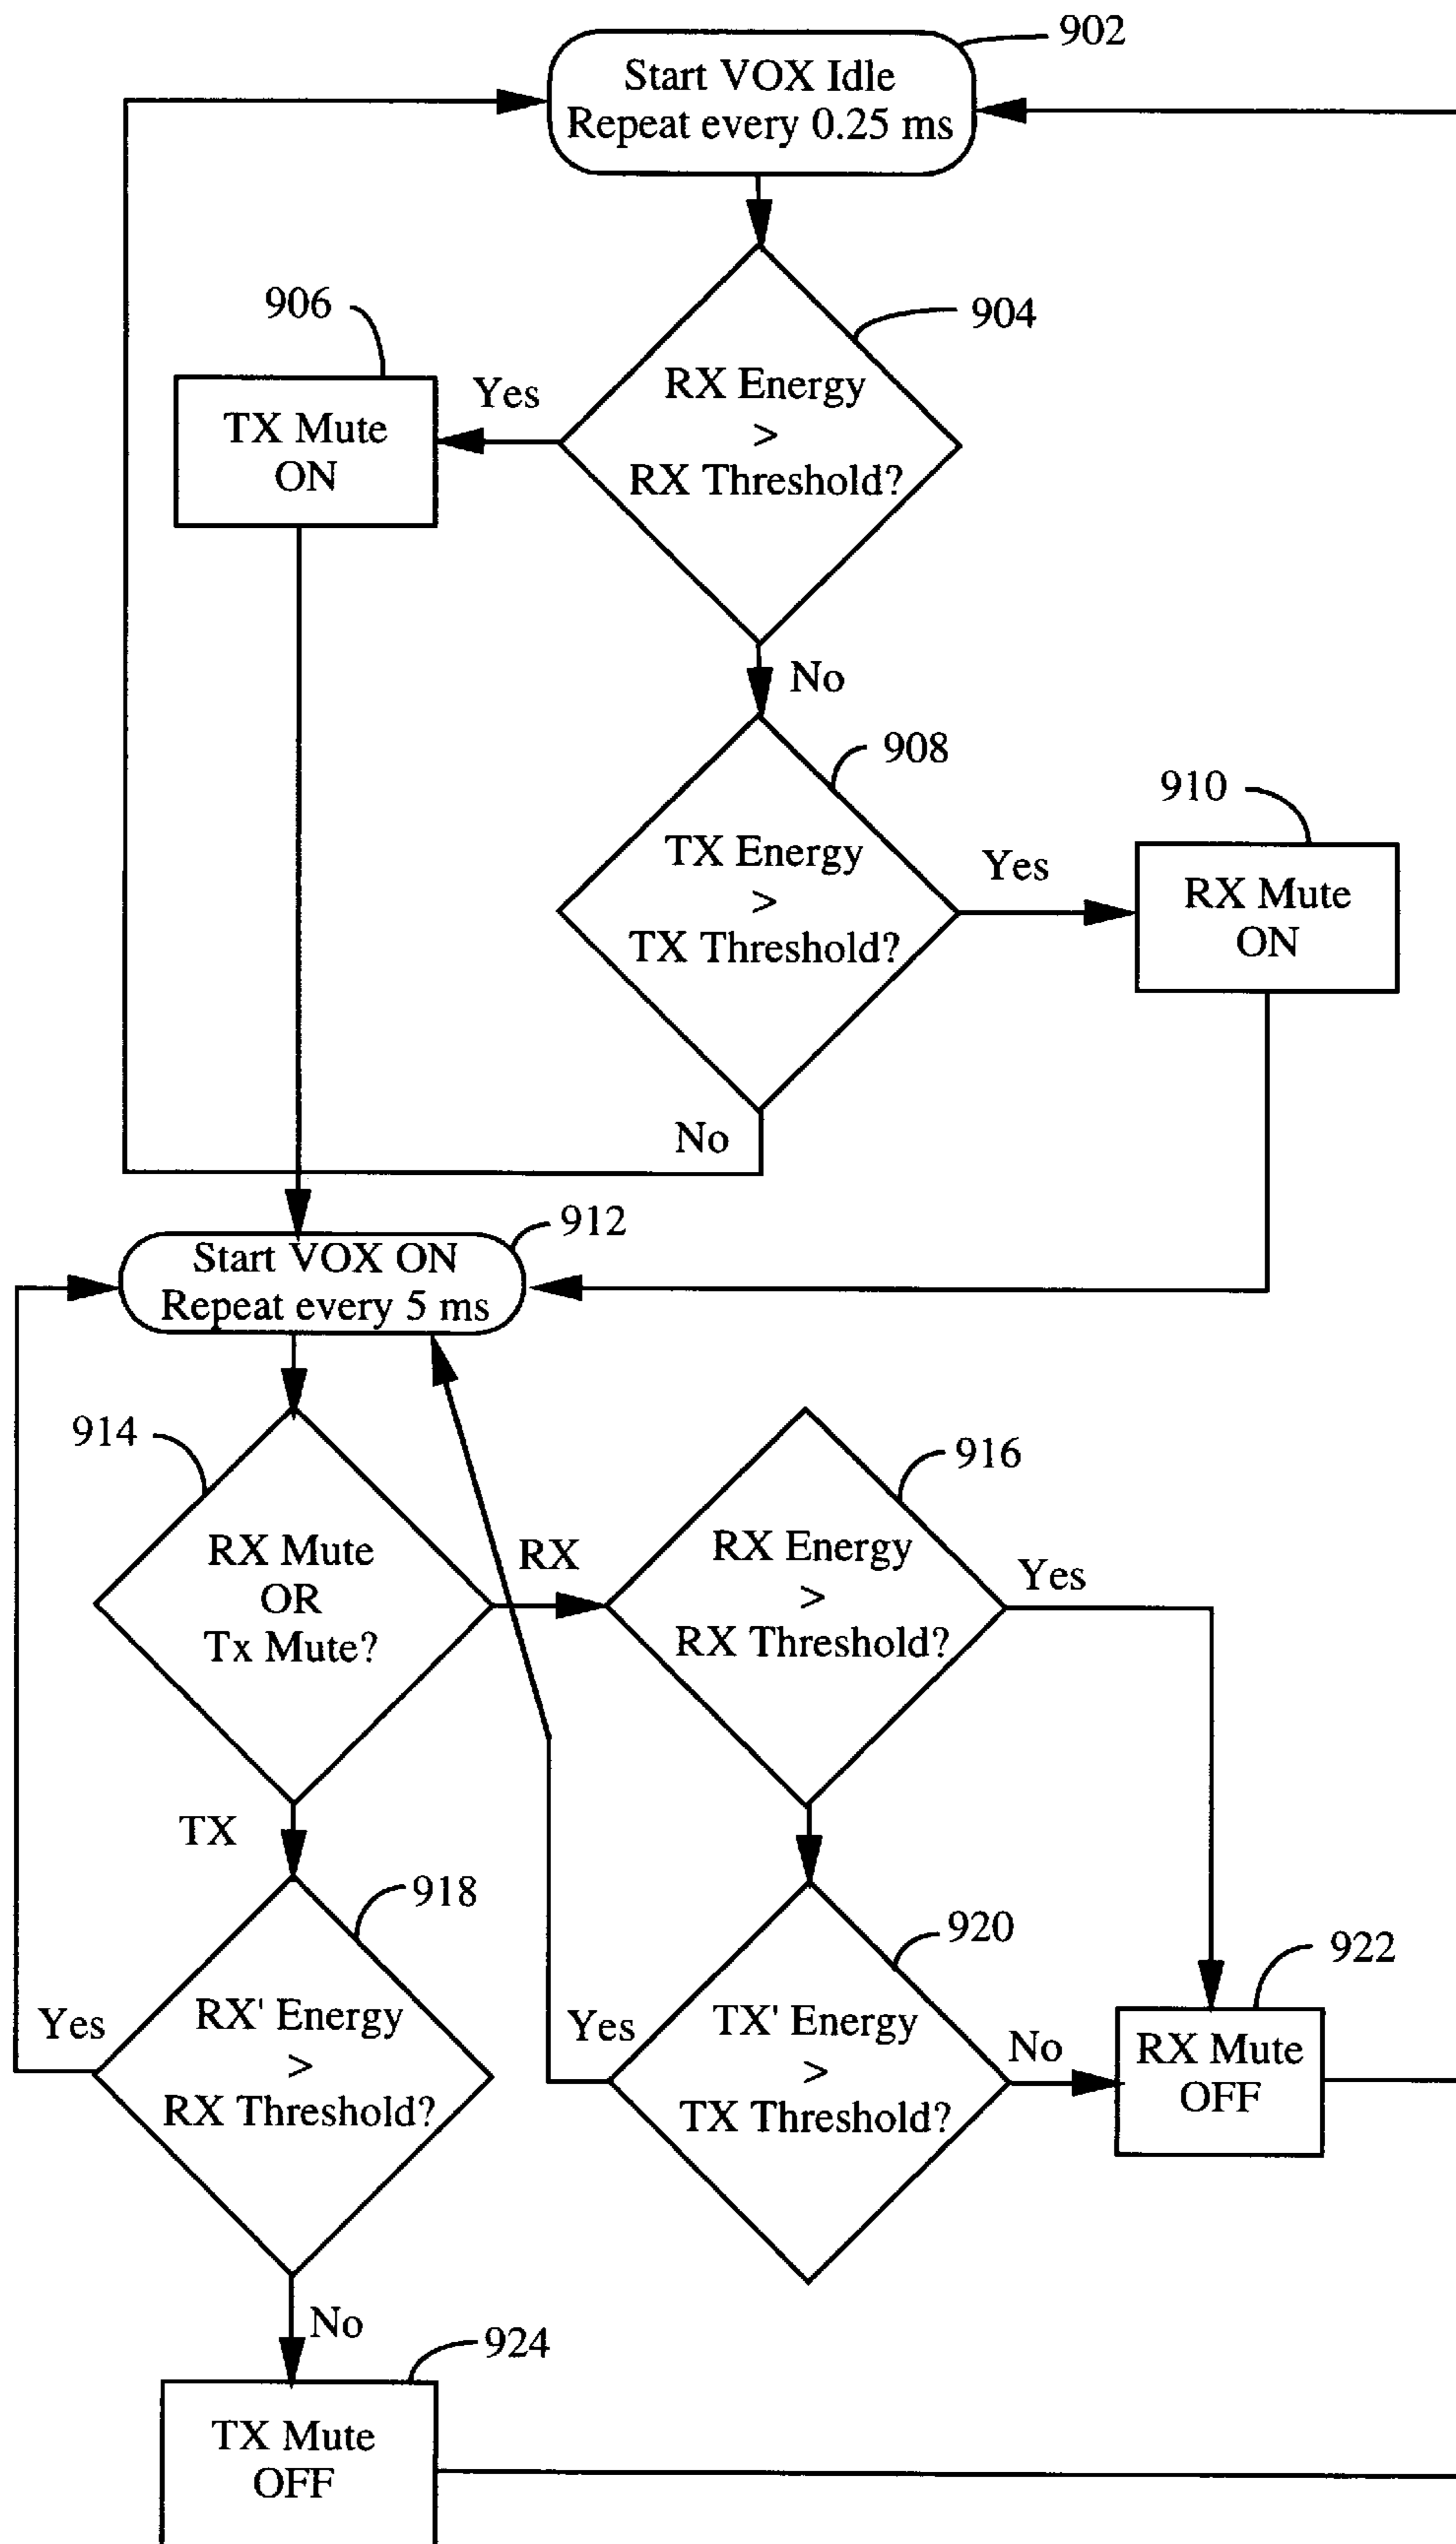 902
Start VOX Idle
Repeat every 0.25 ms
906
904
Yes
RX Energy
>
RX Threshold?
TX Mute
ON
No
908
910
TX Energy
>
TX Threshold?
Yes
RX Mute
ON
No
912
Start VOX ON
Repeat every 5 ms
914
916
RX Mute
OR
Tx Mute?
RX
RX Energy
>
RX Threshold?
Yes
TX
918
920
922
Yes
RX' Energy
>
RX Threshold?
Yes
TX' Energy
>
TX Threshold?
No
RX Mute
OFF
No
924
TX Mute
OFF